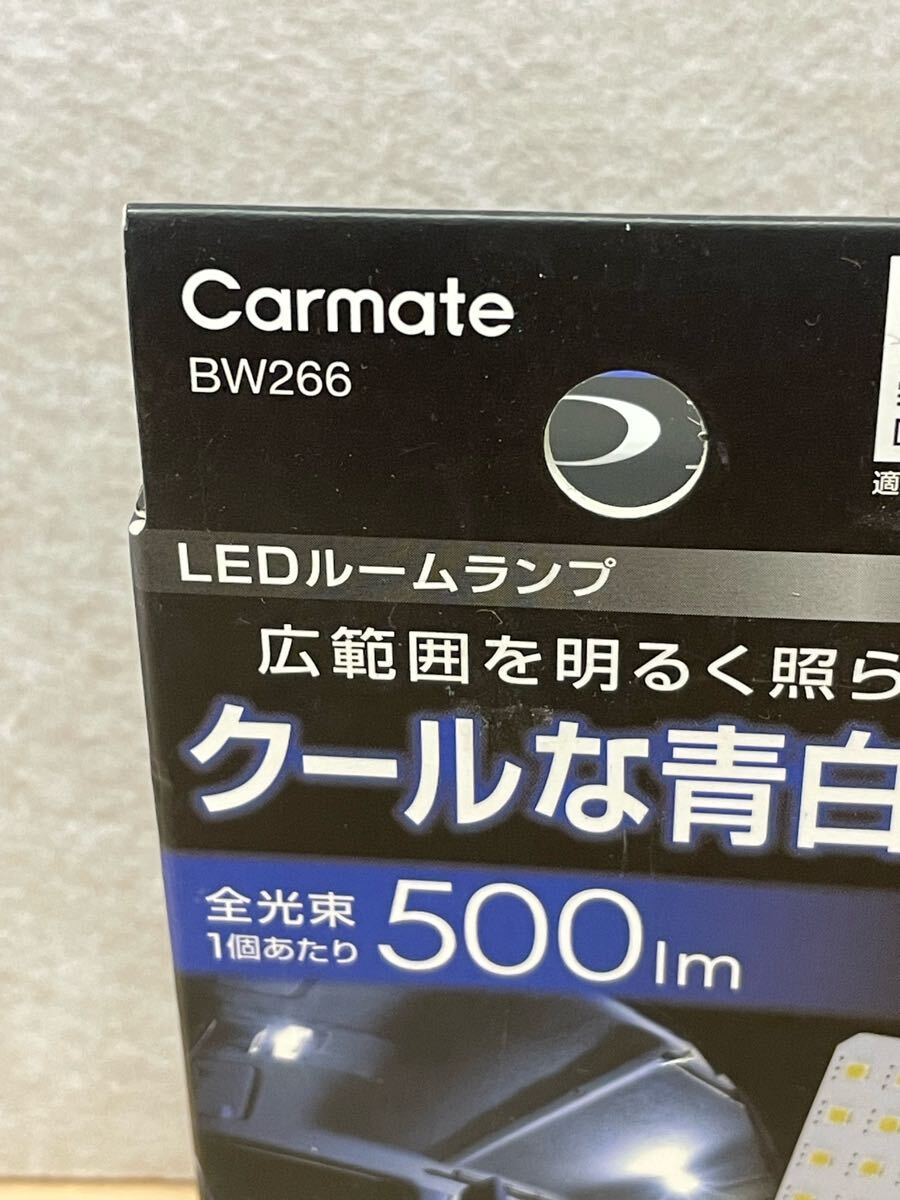 Carmate
BW266
適
LEDルームランプ
広範囲を明るく照ら
クールな青白
全光束
1個あたり 500lm